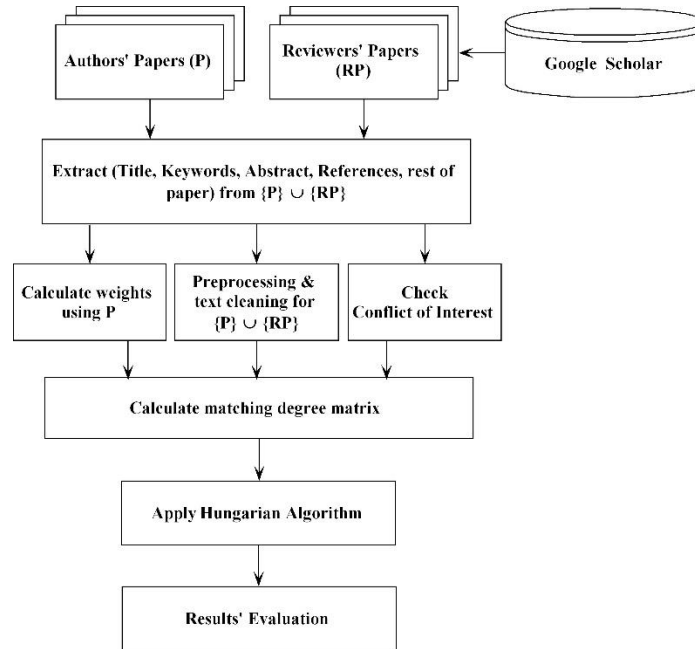 Authors' Papers (P)
Reviewers' Papers
(RP)
Google Scholar
Extract (Title, Keywords, Abstract, References, rest of
paper) from {P} ∪ {RP}
Calculate weights
using P
Preprocessing &
text cleaning for
{P} ∪ {RP}
Check
Conflict of Interest
Calculate matching degree matrix
Apply Hungarian Algorithm
Results' Evaluation